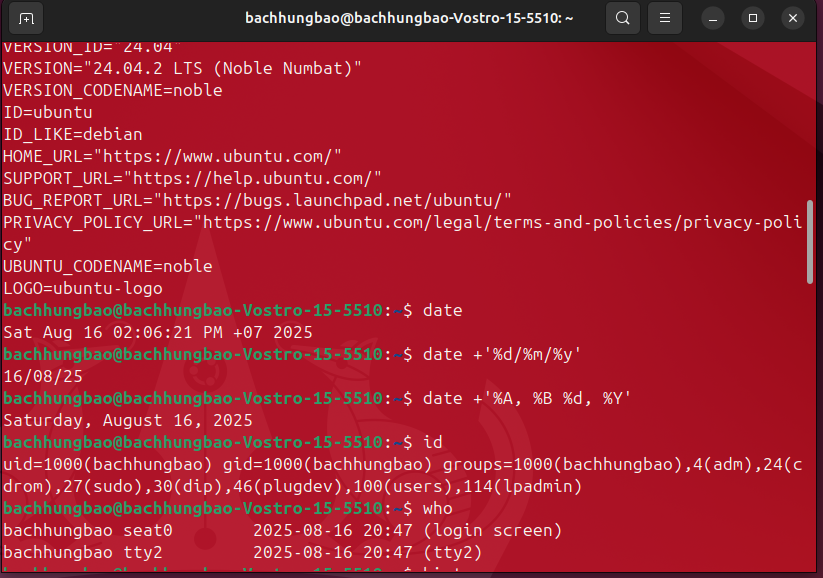 bachhungbao@bachhungbao-Vostro-15-5510: ~
VERSION_ID="24.04"
VERSION="24.04.2 LTS (Noble Numbat)"
VERSION_CODENAME=noble
ID=ubuntu
ID_LIKE=debian
HOME_URL="https://www.ubuntu.com/"
SUPPORT_URL="https://help.ubuntu.com/"
BUG_REPORT_URL="https://bugs.launchpad.net/ubuntu/"
PRIVACY_POLICY_URL="https://www.ubuntu.com/legal/terms-and-policies/privacy-poli
cy"
UBUNTU_CODENAME=noble
LOGO=ubuntu-logo
bachhungbao@bachhungbao-Vostro-15-5510:~$ date
Sat Aug 16 02:06:21 PM +07 2025
bachhungbao@bachhungbao-Vostro-15-5510:~$ date +'%d/%m/%y'
16/08/25
bachhungbao@bachhungbao-Vostro-15-5510:~$ date +'%A, %B %d, %Y'
Saturday, August 16, 2025
bachhungbao@bachhungbao-Vostro-15-5510:~$ id
uid=1000(bachhungbao) gid=1000(bachhungbao) groups=1000(bachhungbao),4(adm),24(c
drom),27(sudo),30(dip),46(plugdev),100(users),114(lpadmin)
bachhungbao@bachhungbao-Vostro-15-5510:~$ who
bachhungbao seat0        2025-08-16 20:47 (login screen)
bachhungbao tty2         2025-08-16 20:47 (tty2)